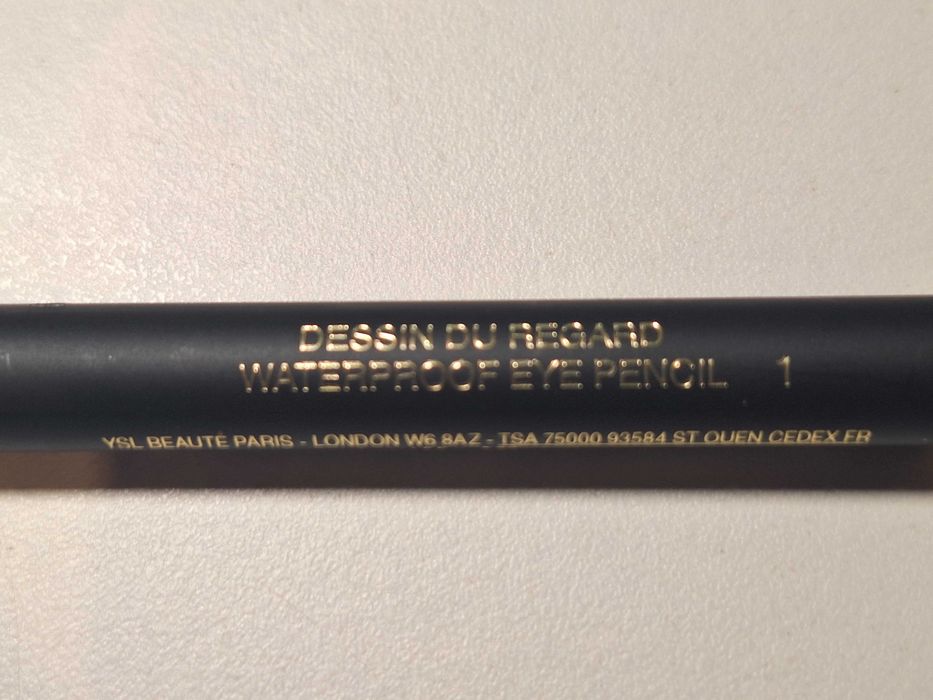 DESSIN DU REGARD
WATERPROOF EYE PENCIL 1
YSL BEAUTÉ PARIS - LONDON W6 8AZ - TSA 75000 93584 ST OUEN CEDEX FR